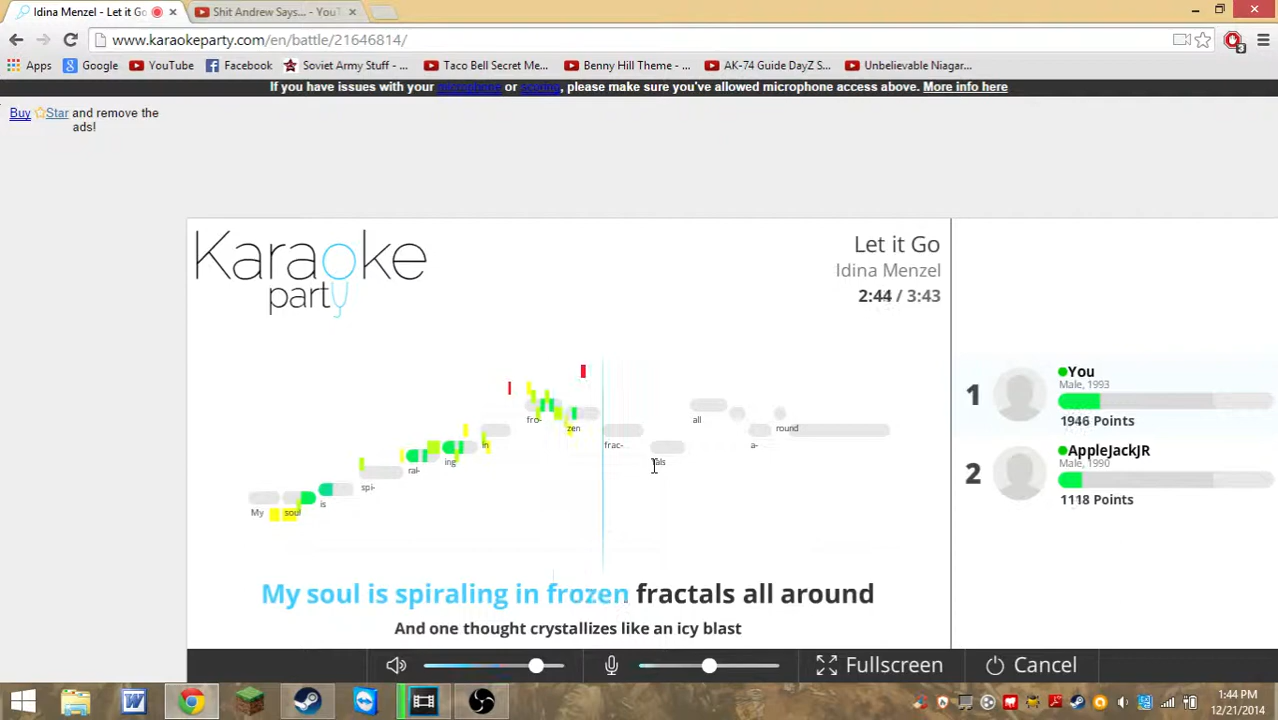 Idina Menzel - Let it Go
Shit Andrew Says... - YouT
www.karaokeparty.com/en/battle/21646814/
3
Apps Google YouTube Facebook Soviet Army Stuff - ... Taco Bell Secret Me... Benny Hill Theme - ... AK-74 Guide DayZ S... Unbelievable Niagar...
If you have issues with your microphone or scoring, please make sure you've allowed microphone access above. More info here
Buy Star and remove the
ads!
Karaoke
party
Let it Go
Idina Menzel
2:44 / 3:43
1
You
Male, 1993
1946 Points
2
AppleJackJR
Male, 1990
1118 Points
My soul is spi- ral- ing in fro- zen frac- tals all a- round
My soul is spiraling in frozen fractals all around
And one thought crystallizes like an icy blast
Fullscreen
Cancel
1:44 PM
12/21/2014